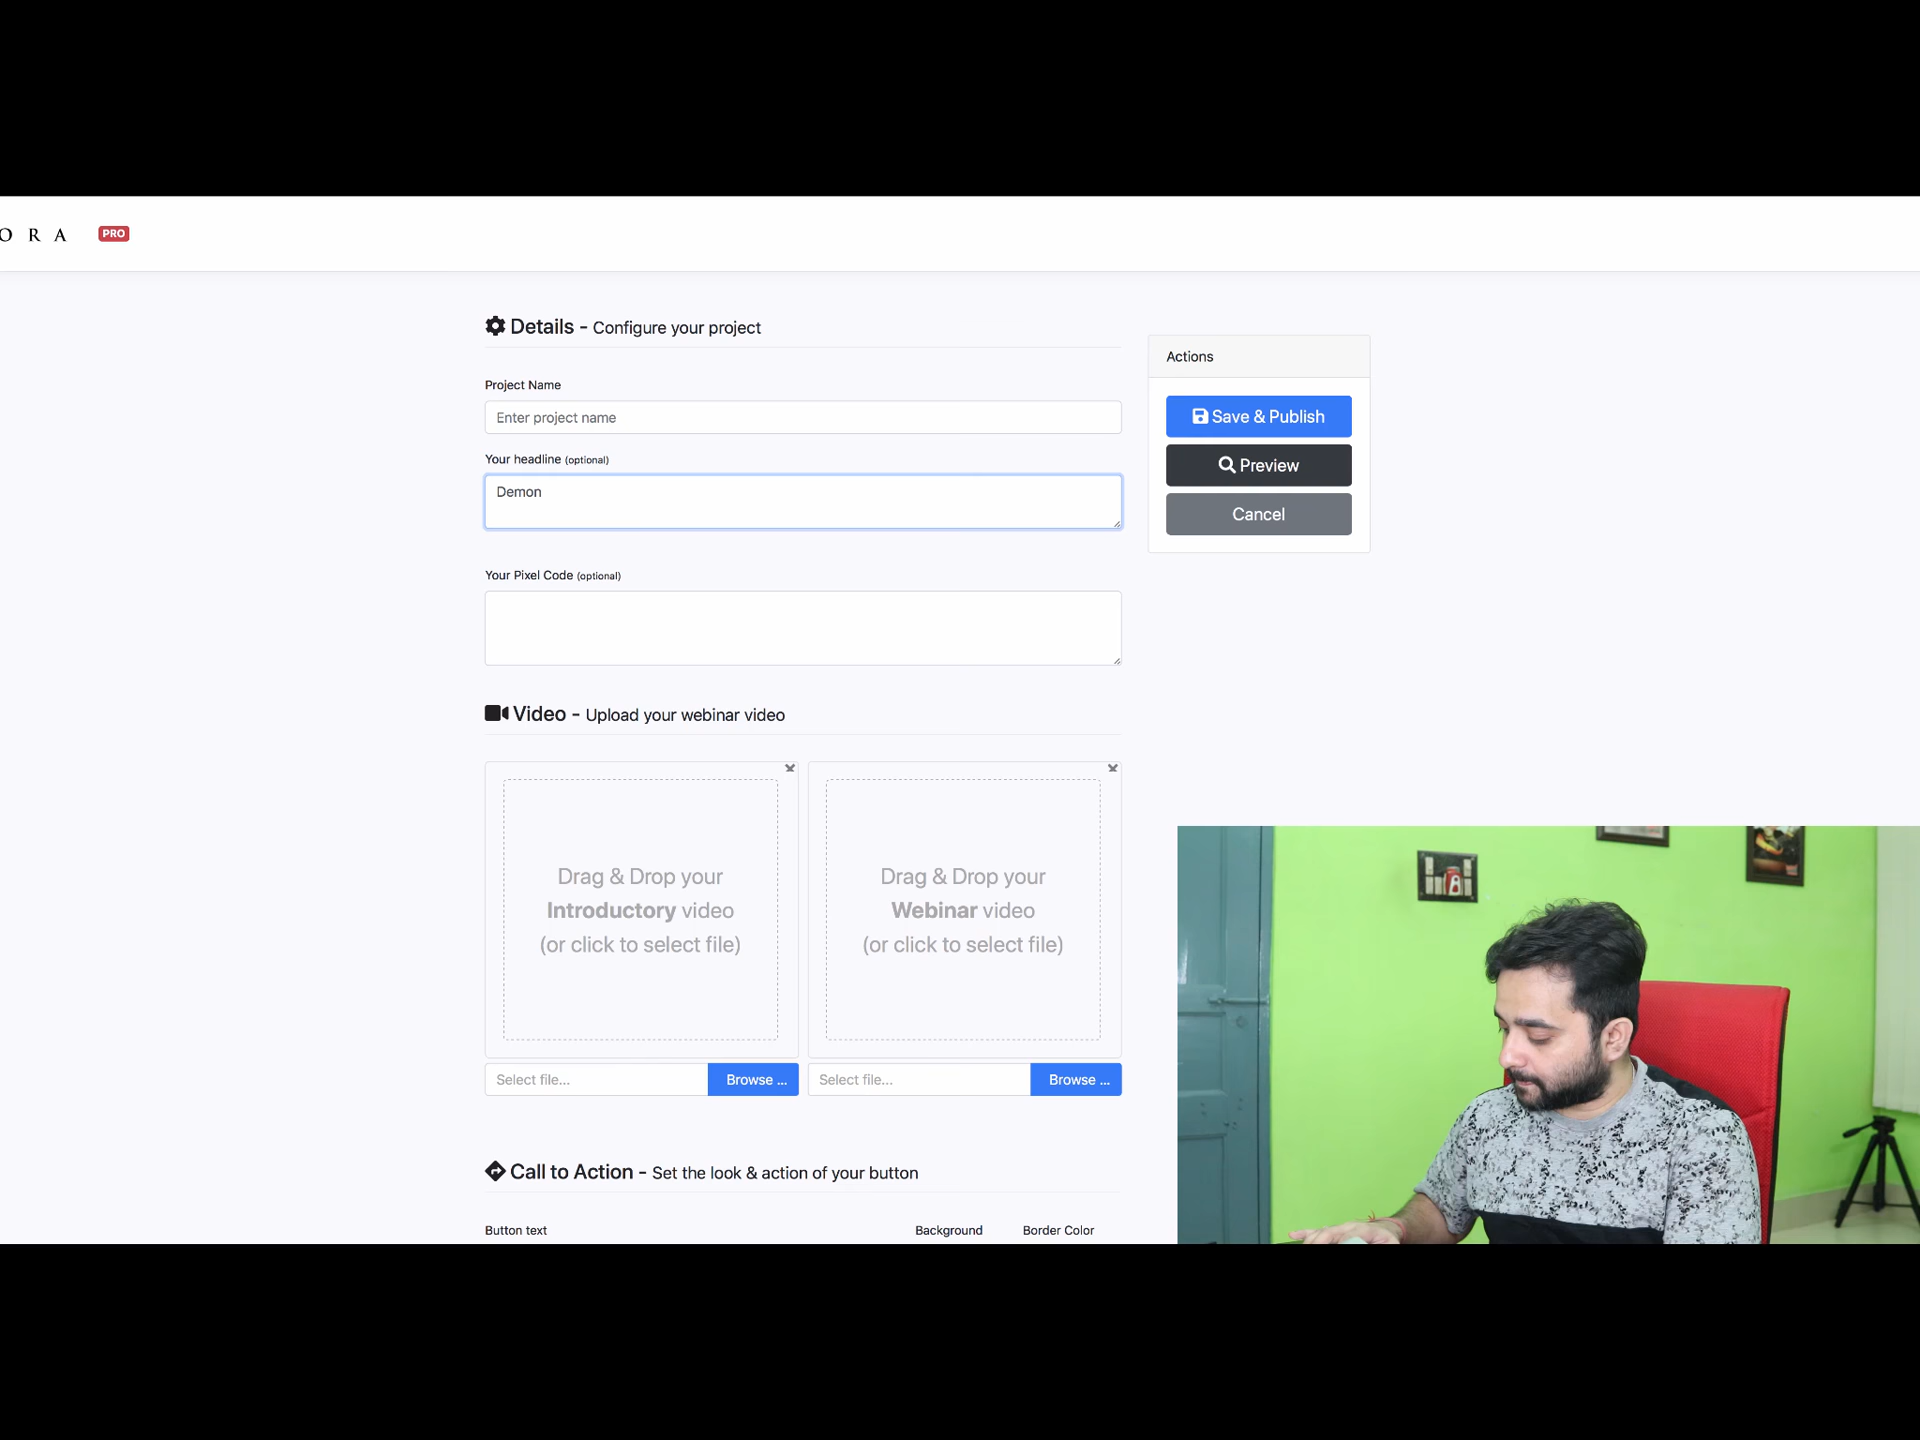 O R A PRO
Details - Configure your project
Project Name
Enter project name
Your headline (optional)
Demon
Your Pixel Code (optional)
Actions
Save & Publish
Preview
Cancel
Video - Upload your webinar video
Drag & Drop your
Introductory video
(or click to select file)
Drag & Drop your
Webinar video
(or click to select file)
Select file...
Browse ...
Select file...
Browse ...
Call to Action - Set the look & action of your button
Button text
Background
Border Color